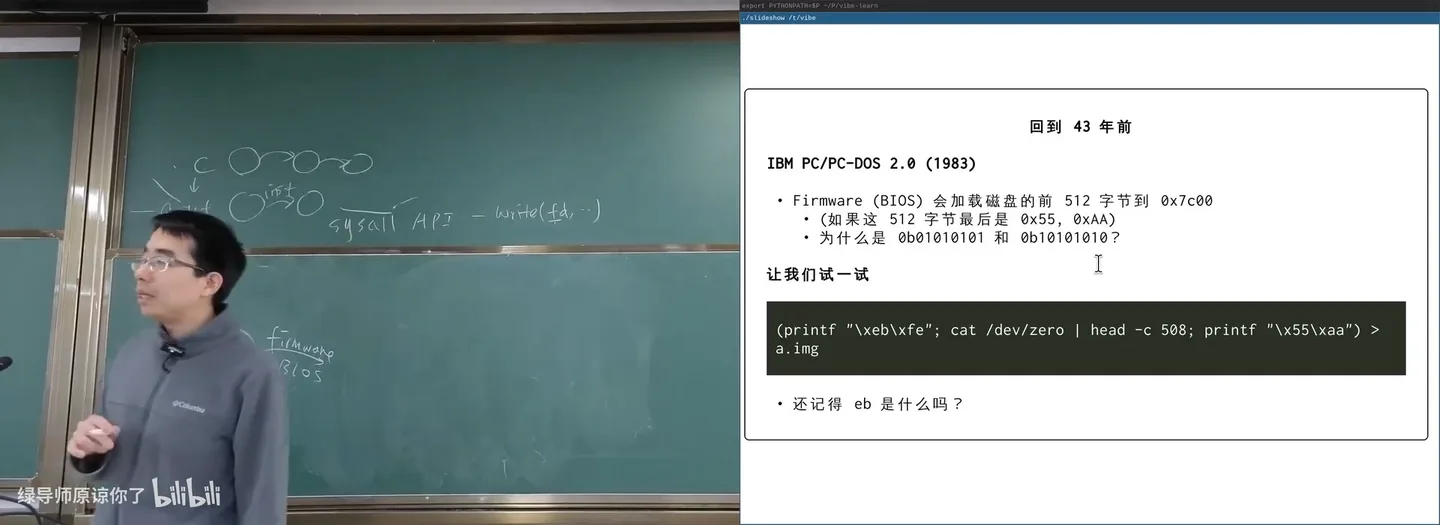 C
inst
syscall API - write(fd, ...)
firmware
BIOS
Columbia
绿导师原谅你了 bilibili
export PYTHONPATH=$P ~/P/vibe-learn
./slideshow /t/vibe
回到 43 年前
IBM PC/PC-DOS 2.0 (1983)
• Firmware (BIOS) 会加载磁盘的前 512 字节到 0x7c00
• (如果这 512 字节最后是 0x55, 0xAA)
• 为什么是 0b01010101 和 0b10101010？
让我们试一试
(printf "\xeb\xfe"; cat /dev/zero | head -c 508; printf "\x55\xaa") >
a.img
• 还记得 eb 是什么吗？